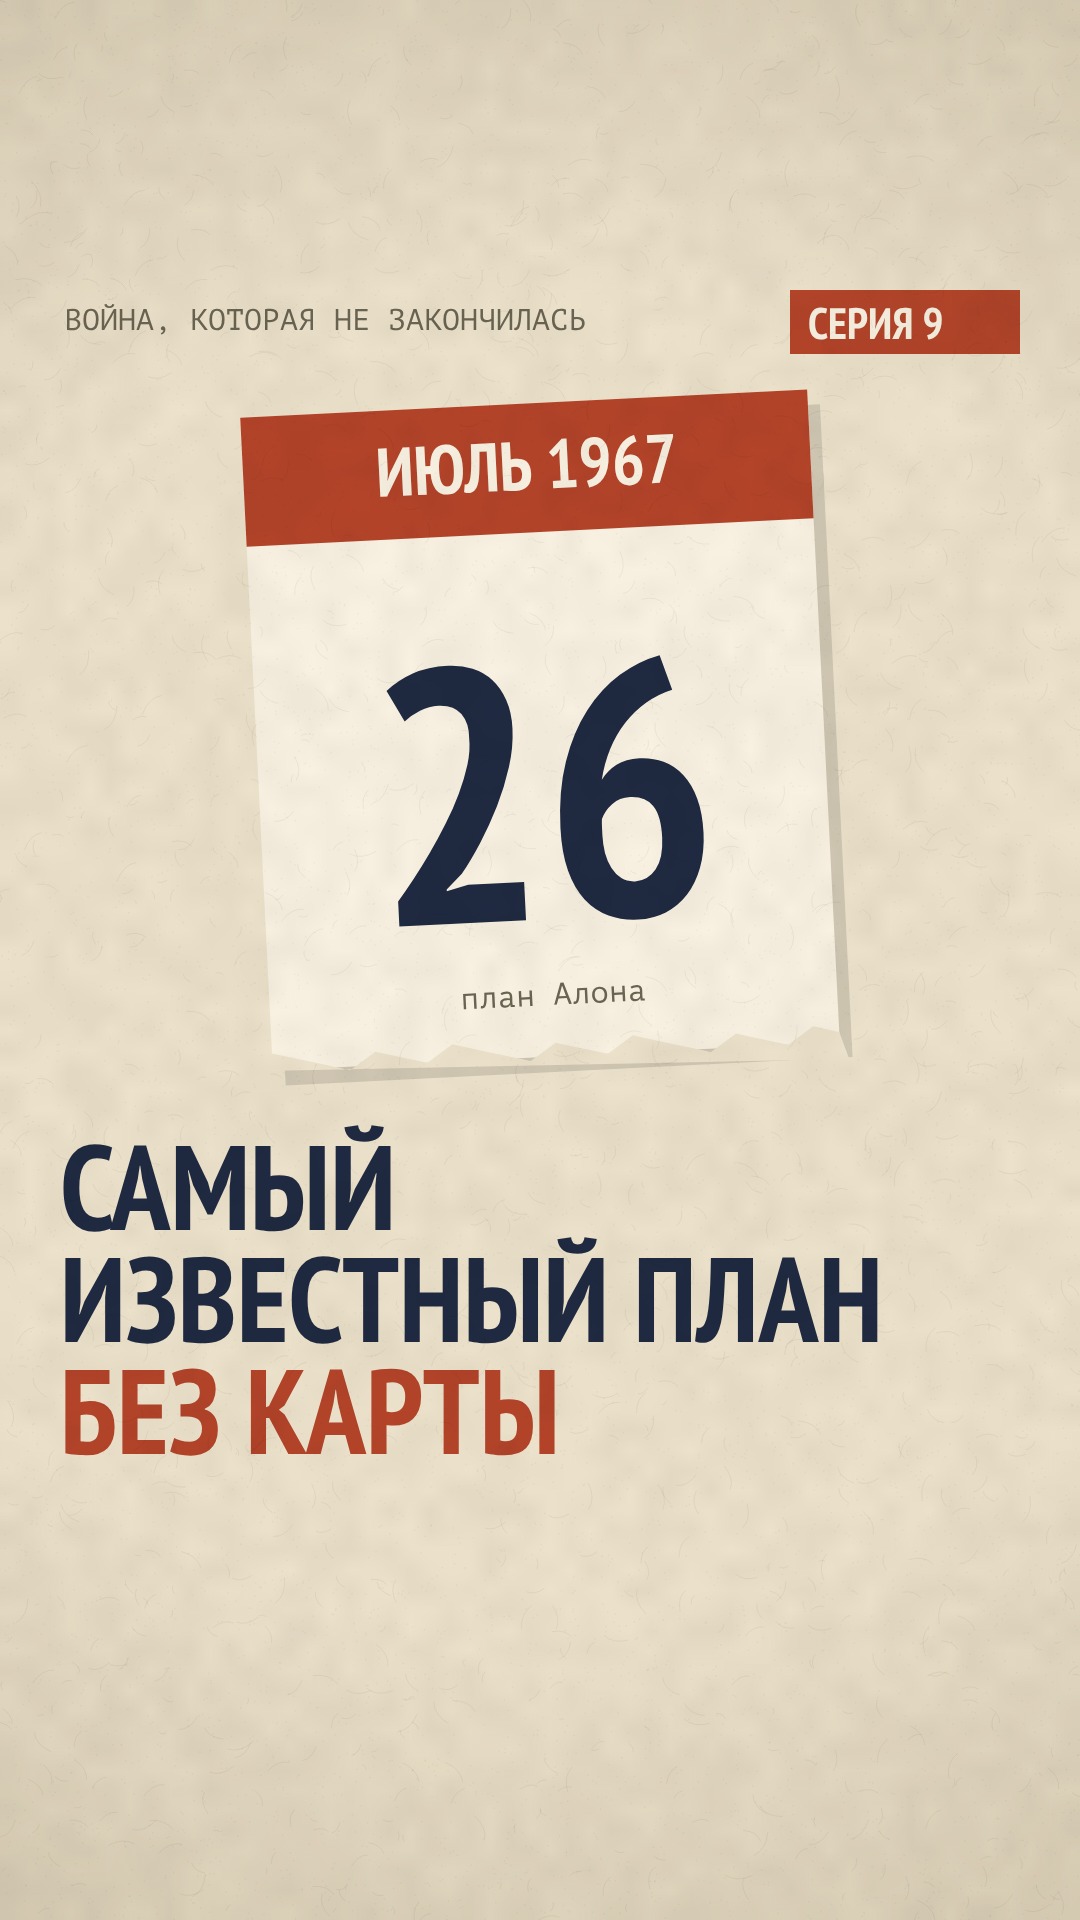 ВОЙНА, КОТОРАЯ НЕ ЗАКОНЧИЛАСЬ
СЕРИЯ 9
ИЮЛЬ 1967
26
план Алона
САМЫЙ
ИЗВЕСТНЫЙ ПЛАН
БЕЗ КАРТЫ